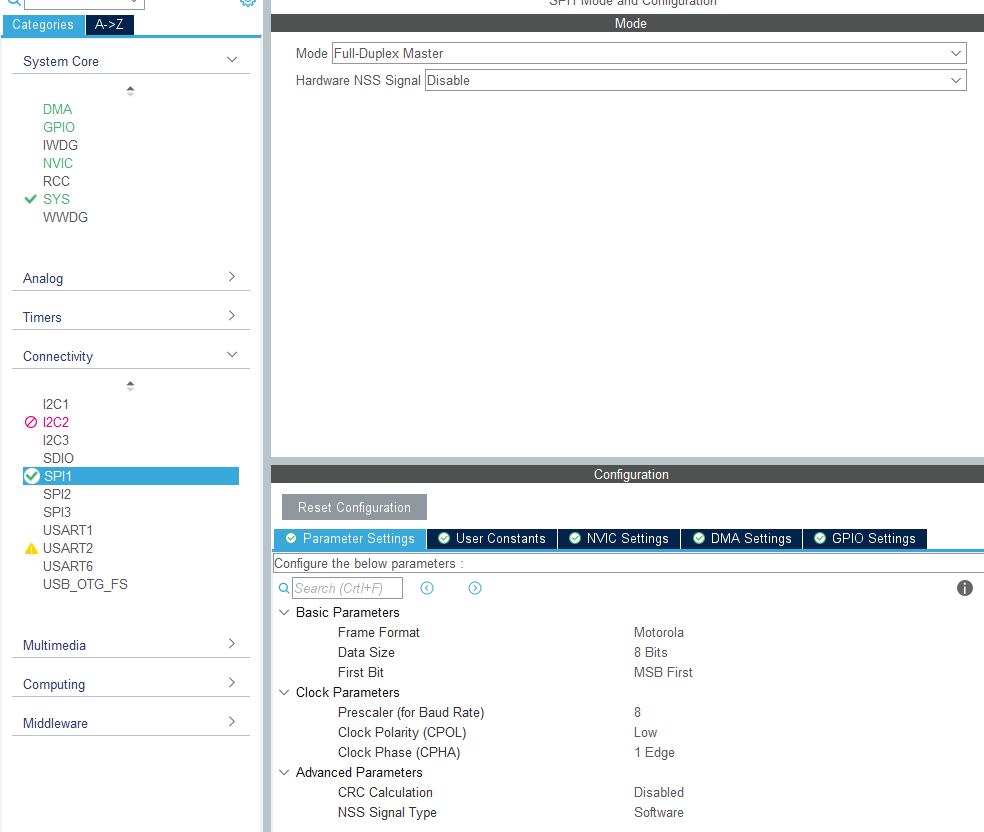 SPI1 Mode and Configuration
Categories A->Z
System Core
DMA
GPIO
IWDG
NVIC
RCC
SYS
WWDG
Analog
Timers
Connectivity
I2C1
I2C2
I2C3
SDIO
SPI1
SPI2
SPI3
USART1
USART2
USART6
USB_OTG_FS
Multimedia
Computing
Middleware
Mode
Mode Full-Duplex Master
Hardware NSS Signal Disable
Configuration
Reset Configuration
Parameter Settings User Constants NVIC Settings DMA Settings GPIO Settings
Configure the below parameters :
Search (Crtl+F)
Basic Parameters
Frame Format Motorola
Data Size 8 Bits
First Bit MSB First
Clock Parameters
Prescaler (for Baud Rate) 8
Clock Polarity (CPOL) Low
Clock Phase (CPHA) 1 Edge
Advanced Parameters
CRC Calculation Disabled
NSS Signal Type Software